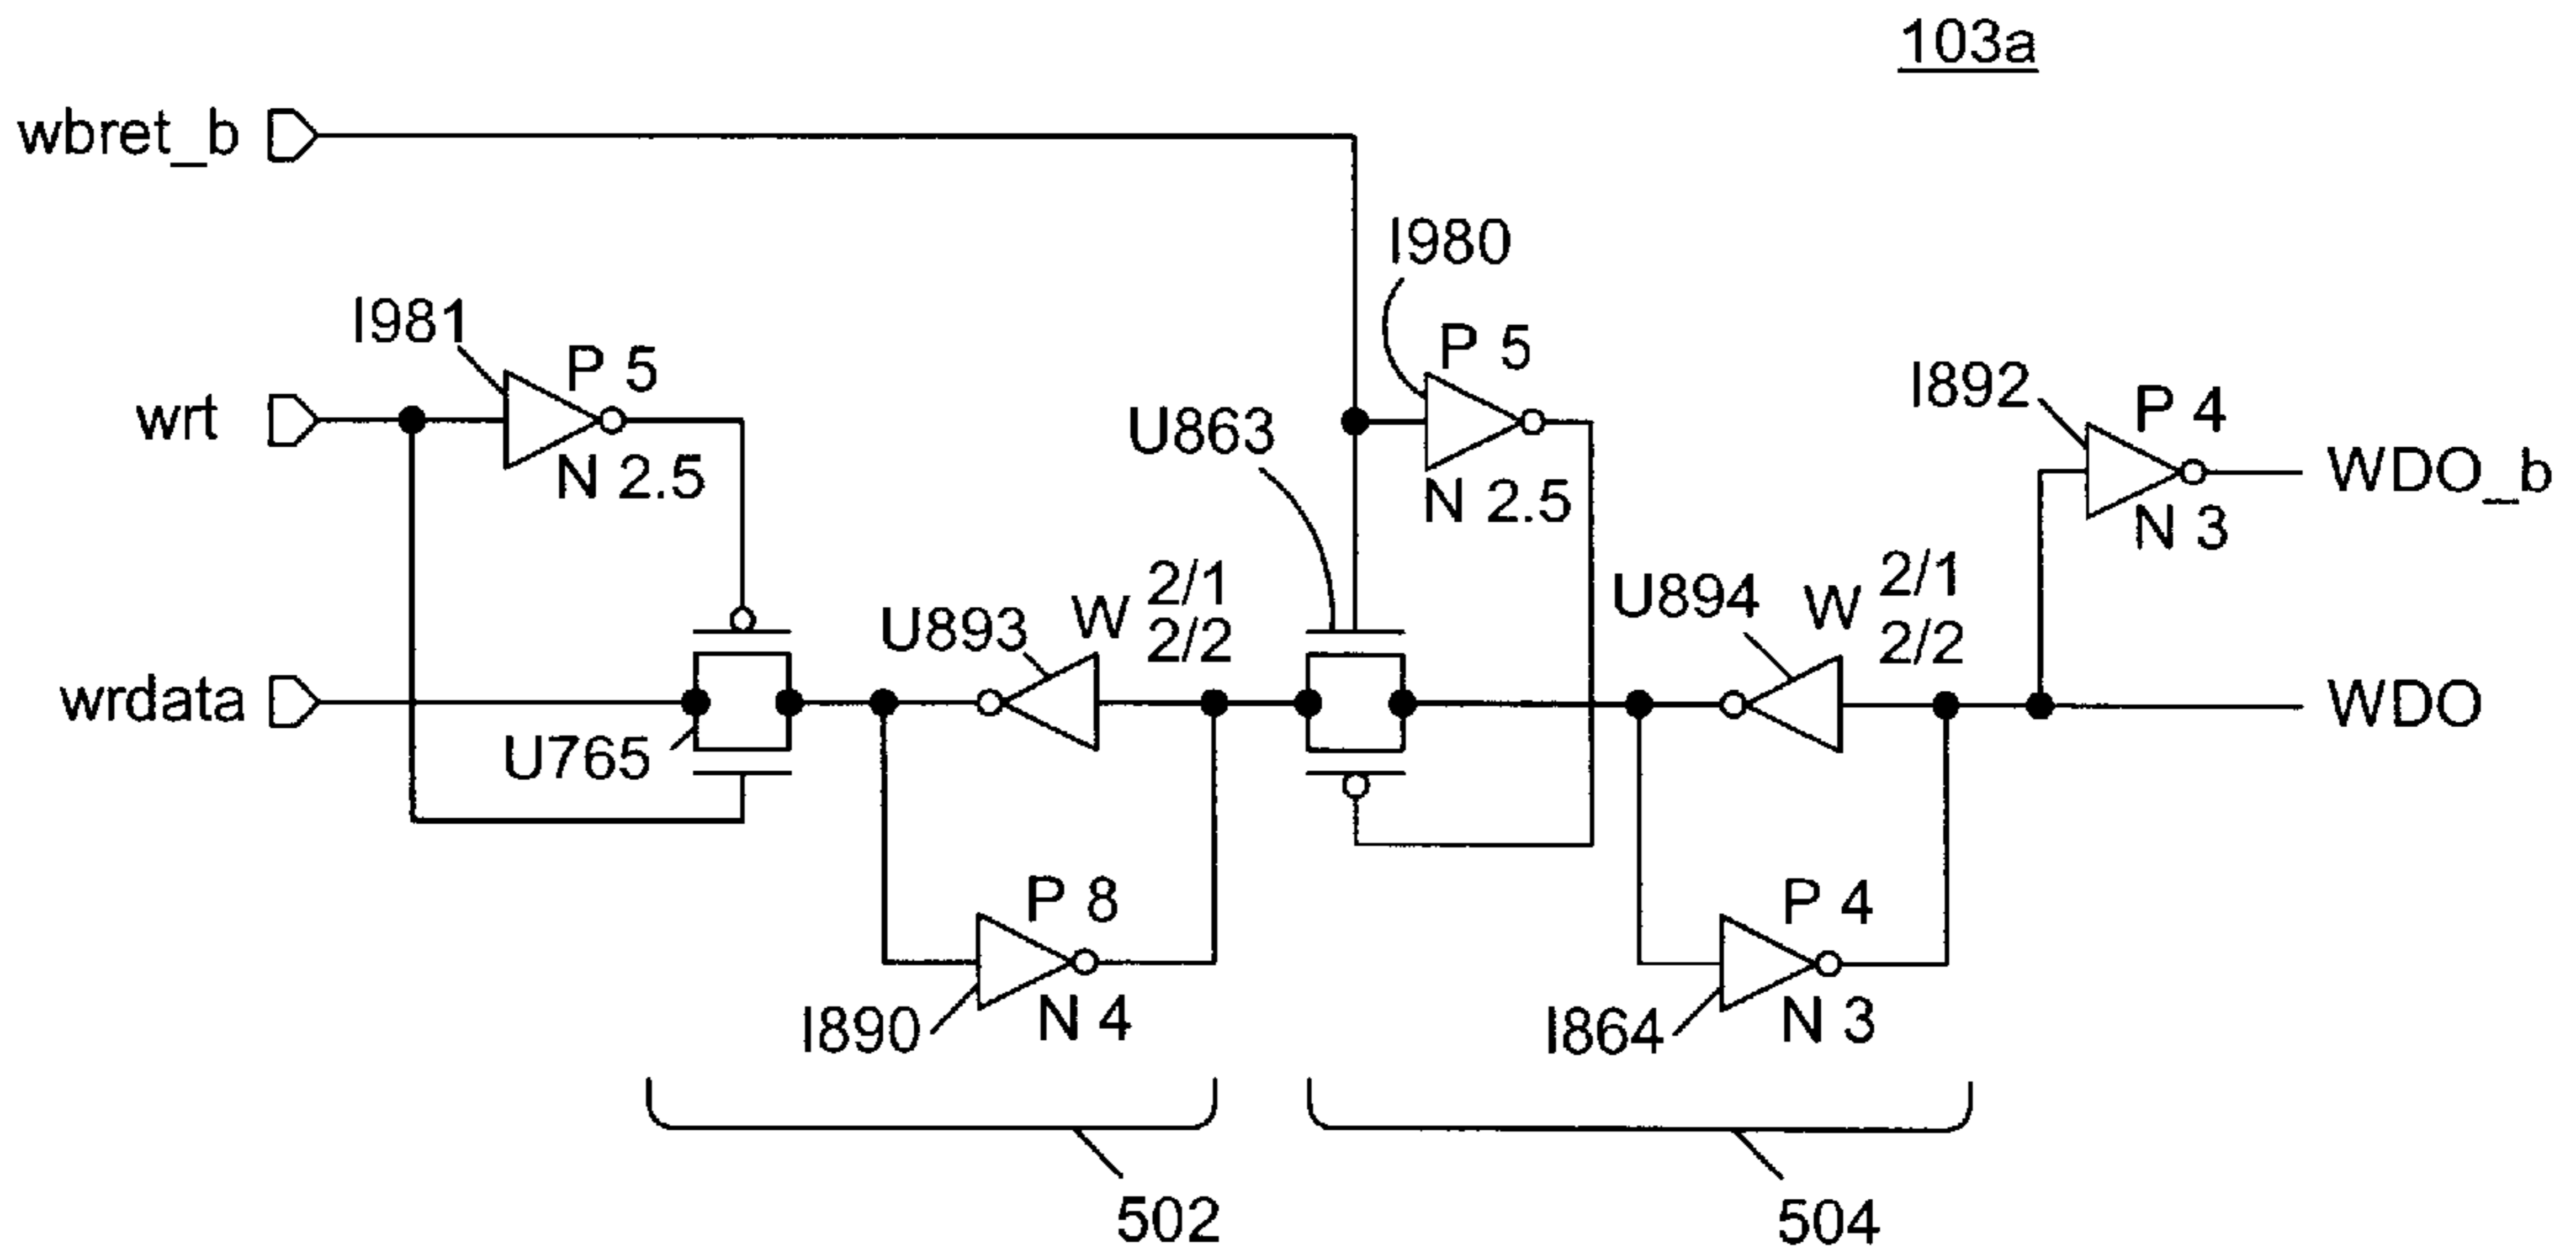 103a
wbret_b
I980
I981
P 5
P 5
I892
P 4
wrt
U863
WDO_b
N 2.5
N 2.5
N 3
U893
W 2/1
2/2
U894
W 2/1
2/2
wrdata
WDO
U765
P 8
P 4
I890
N 4
I864
N 3
502
504